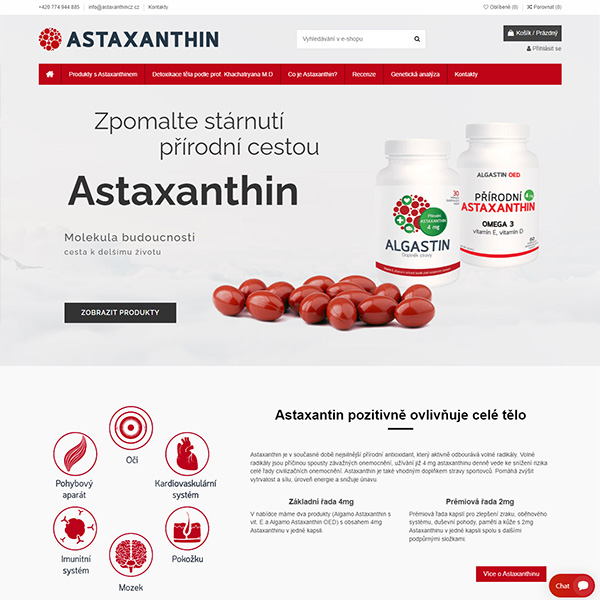 +420 774 944 885
info@astaxanthincz.cz
Kontakty
Oblíbené (0)
Porovnat (0)
ASTAXANTHIN
Vyhledávání v e-shopu
Košík / Prázdný
Přihlásit se
Produkty s Astaxanthinem
Detoxikace těla podle prof. Khachatryana M.D
Co je Astaxanthin?
Recenze
Genetická analýza
Kontakty
Zpomalte stárnutí
přírodní cestou
Astaxanthin
Molekula budoucnosti
cesta k delšímu životu
ZOBRAZIT PRODUKTY
30
Přírodní
ASTAXANTHIN
4 mg
ALGASTIN
Doplněk stravy
ALGASTIN OED
PŘÍRODNÍ
4 mg
ASTAXANTHIN
OMEGA 3
vitamín E, vitamín D
Oči
Pohybový
aparát
Kardiovaskulární
systém
Imunitní
systém
Mozek
Pokožku
Astaxantin pozitivně ovlivňuje celé tělo
Astaxanthin je v současné době nejsilnější přírodní antioxidant, který aktivně odbourává volné radikály. Volné
radikály jsou příčinou spousty závažných onemocnění, užívání již 4 mg astaxanthinu denně vede ke snížení rizika
celé řady civilizačních onemocnění. Astaxanthin je také vhodným doplňkem stravy sportovců. Pomáhá zvýšit
vytrvalost a sílu, úroveň energie a snižuje únavu.
Základní řada 4mg
V nabídce máme dva produkty (Algamo Astaxanthin s
vit. E a Algamo Astaxanthin OED) s obsahem 4mg
Astaxanthinu v jedné kapsli.
Prémiová řada 2mg
Prémiová řada kapslí pro zlepšení zraku, oběhového
systému, duševní pohody, paměti a kůže s 2mg
Astaxanthinu v jedné kapsli spolu s dalšími
podpůrnými složkami.
Více o Astaxanthinu
Chat